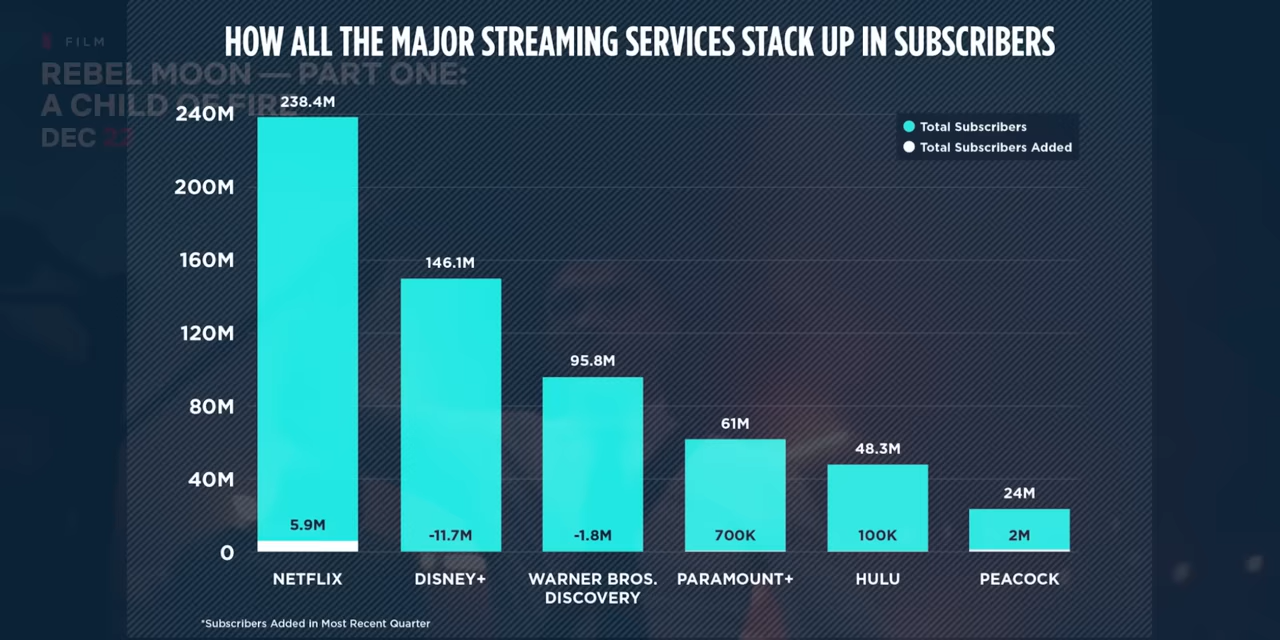 HOW ALL THE MAJOR STREAMING SERVICES STACK UP IN SUBSCRIBERS
FILM
REBEL MOON — PART ONE:
A CHILD OF FIRE
DEC 22
Total Subscribers
Total Subscribers Added
240M
200M
160M
120M
80M
40M
0
238.4M
146.1M
95.8M
61M
48.3M
24M
5.9M
-11.7M
-1.8M
700K
100K
2M
NETFLIX
DISNEY+
WARNER BROS.
DISCOVERY
PARAMOUNT+
HULU
PEACOCK
*Subscribers Added in Most Recent Quarter